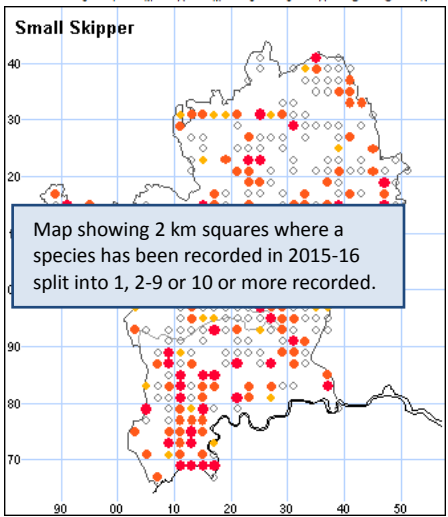 Small Skipper
40
30
20
Map showing 2 km squares where a
species has been recorded in 2015-16
split into 1, 2-9 or 10 or more recorded.
90
80
70
90 00 10 20 30 40 50